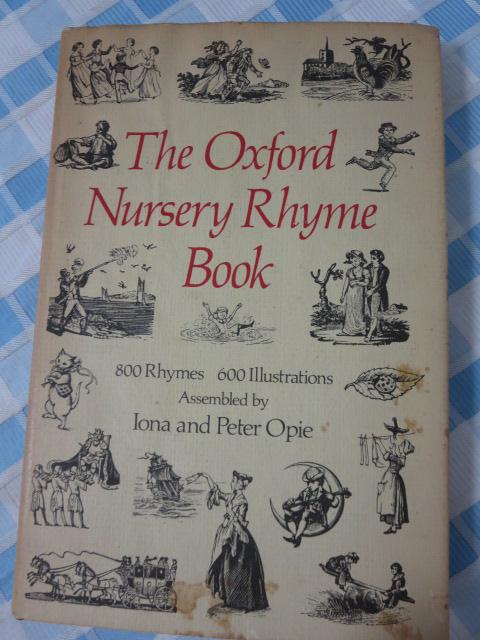 The Oxford
Nursery Rhyme
Book
800 Rhymes 600 Illustrations
Assembled by
Iona and Peter Opie